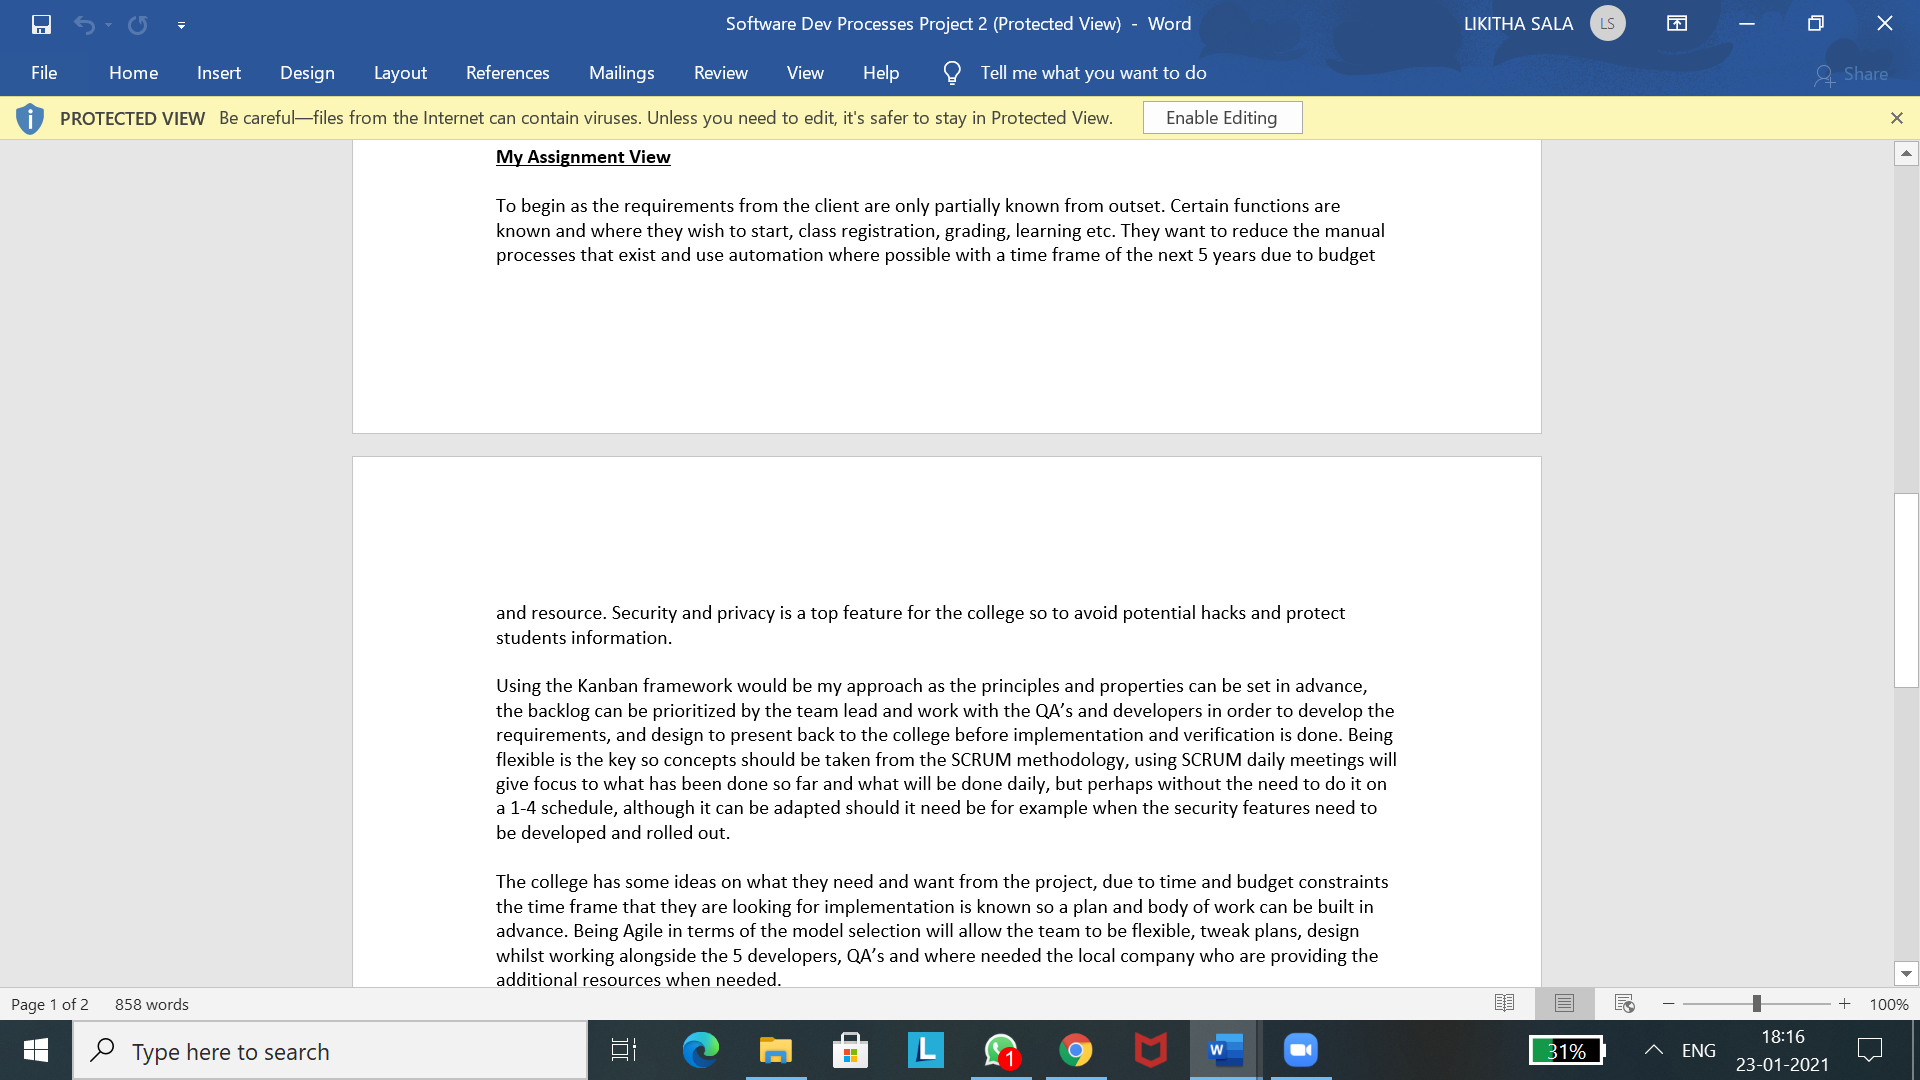 Software Dev Processes Project 2 (Protected View) - Word
LIKITHA SALA
LS
File
Home
Insert
Design
Layout
References
Mailings
Review
View
Help
Tell me what you want to do
Share
PROTECTED VIEW
Be careful—files from the Internet can contain viruses. Unless you need to edit, it's safer to stay in Protected View.
Enable Editing
My Assignment View
To begin as the requirements from the client are only partially known from outset. Certain functions are
known and where they wish to start, class registration, grading, learning etc. They want to reduce the manual
processes that exist and use automation where possible with a time frame of the next 5 years due to budget
and resource. Security and privacy is a top feature for the college so to avoid potential hacks and protect
students information.
Using the Kanban framework would be my approach as the principles and properties can be set in advance,
the backlog can be prioritized by the team lead and work with the QA’s and developers in order to develop the
requirements, and design to present back to the college before implementation and verification is done. Being
flexible is the key so concepts should be taken from the SCRUM methodology, using SCRUM daily meetings will
give focus to what has been done so far and what will be done daily, but perhaps without the need to do it on
a 1-4 schedule, although it can be adapted should it need be for example when the security features need to
be developed and rolled out.
The college has some ideas on what they need and want from the project, due to time and budget constraints
the time frame that they are looking for implementation is known so a plan and body of work can be built in
advance. Being Agile in terms of the model selection will allow the team to be flexible, tweak plans, design
whilst working alongside the 5 developers, QA’s and where needed the local company who are providing the
additional resources when needed.
Page 1 of 2
858 words
100%
Type here to search
L
1
W
31%
ENG
18:16
23-01-2021